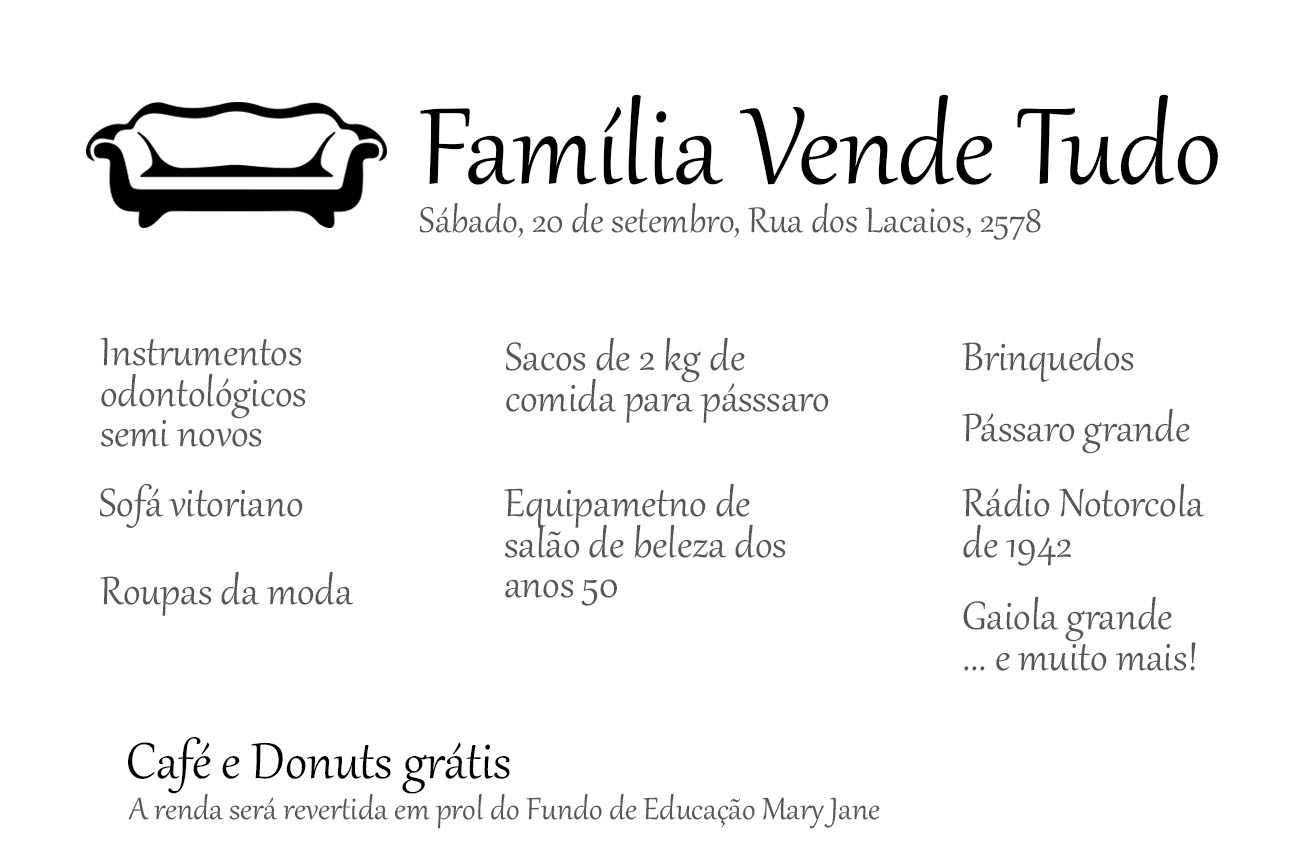 Família Vende Tudo
Sábado, 20 de setembro, Rua dos Lacaios, 2578
Instrumentos
odontológicos
semi novos
Sofá vitoriano
Roupas da moda
Sacos de 2 kg de
comida para pásssaro
Equipametno de
salão de beleza dos
anos 50
Brinquedos
Pássaro grande
Rádio Notorcola
de 1942
Gaiola grande
... e muito mais!
Café e Donuts grátis
A renda será revertida em prol do Fundo de Educação Mary Jane